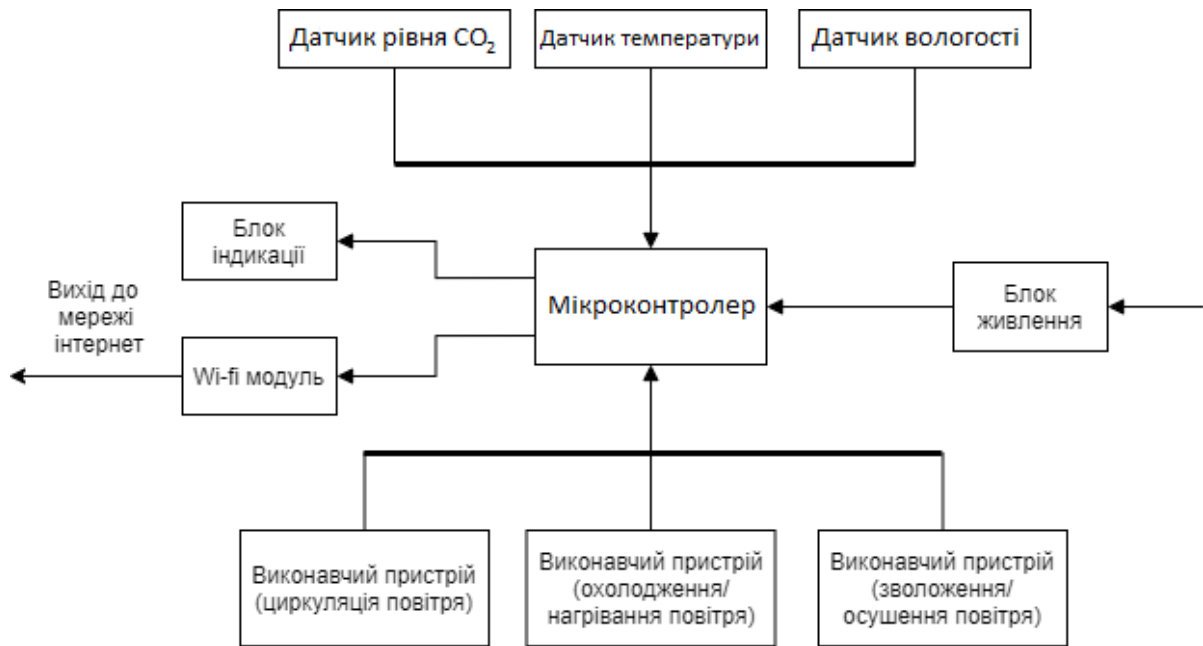 Датчик рівня CO₂
Датчик температури
Датчик вологості
Блок
індикації
Вихід до
мережі
інтернет
Мікроконтролер
Блок
живлення
Wi-fi модуль
Виконавчий пристрій
(циркуляція повітря)
Виконавчий пристрій
(охолодження/
нагрівання повітря)
Виконавчий пристрій
(зволоження/
осушення повітря)